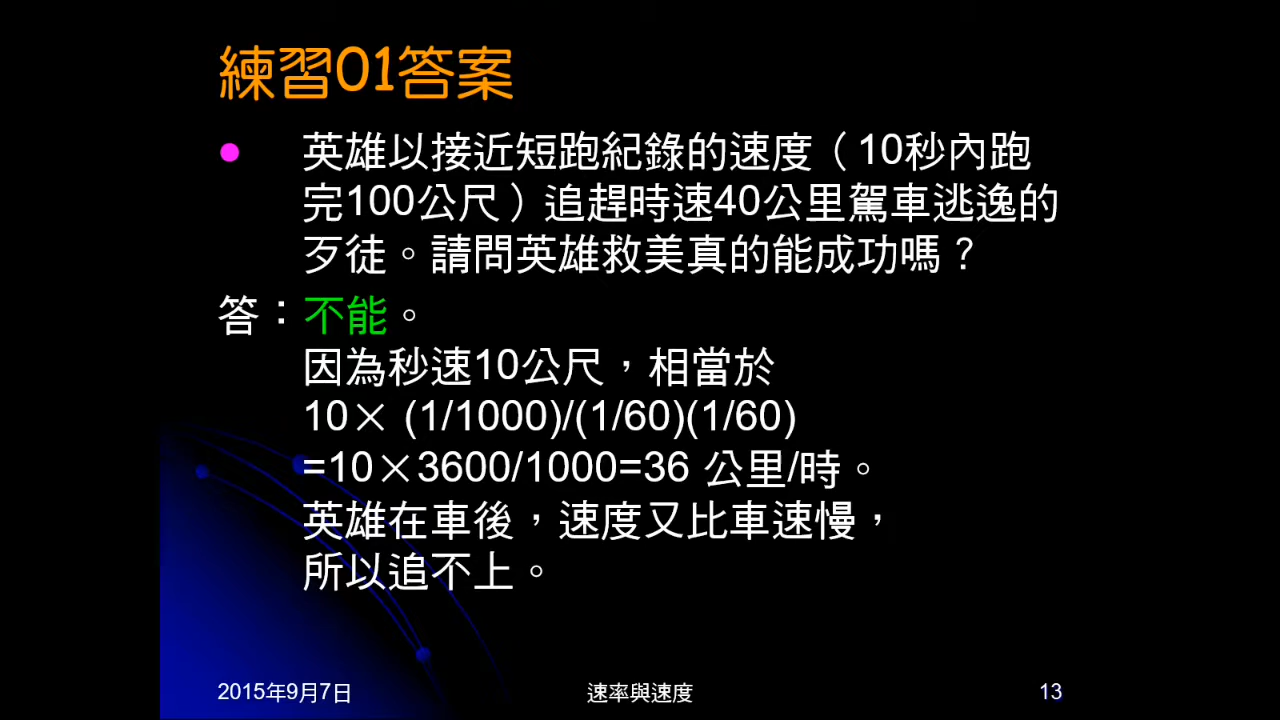 練習01答案
● 英雄以接近短跑紀錄的速度（10秒內跑
完100公尺）追趕時速40公里駕車逃逸的
歹徒。請問英雄救美真的能成功嗎？
答：不能。
因為秒速10公尺，相當於
10× (1/1000)/(1/60)(1/60)
=10×3600/1000=36 公里/時。
英雄在車後，速度又比車速慢，
所以追不上。
2015年9月7日
速率與速度
13